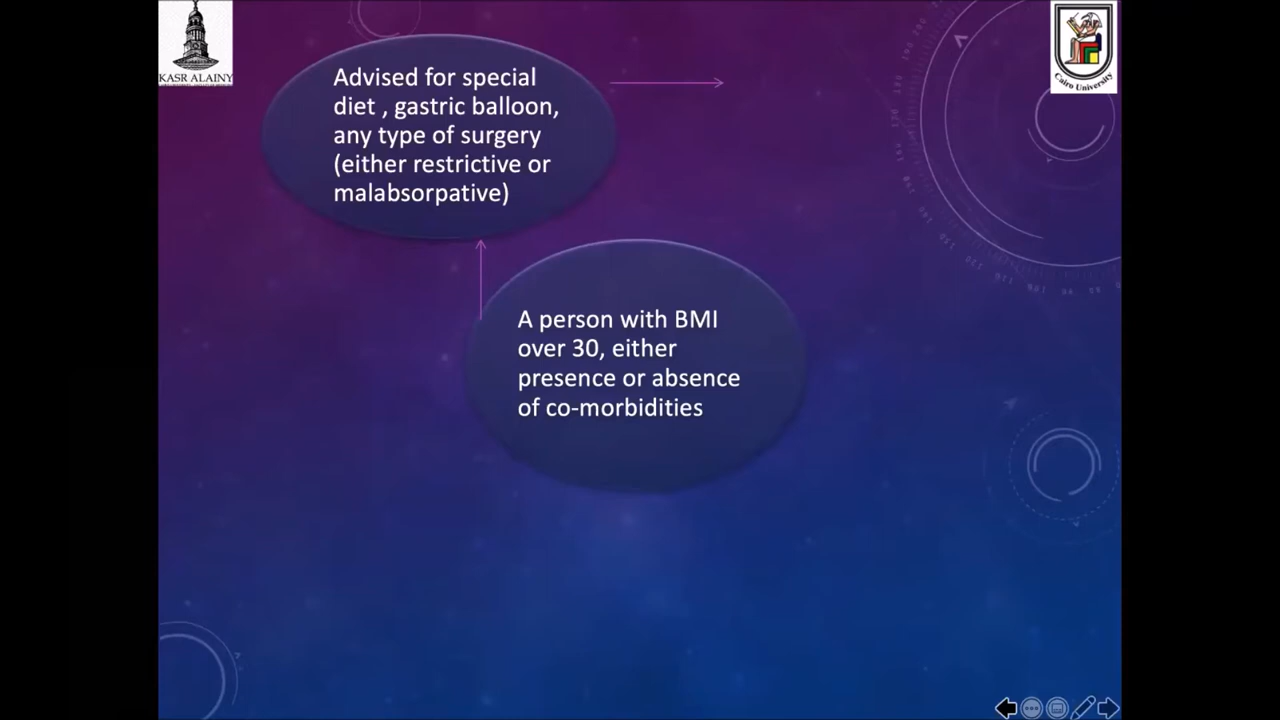 KASR ALAINY
Cairo University
Advised for special
diet , gastric balloon,
any type of surgery
(either restrictive or
malabsorpative)
A person with BMI
over 30, either
presence or absence
of co-morbidities